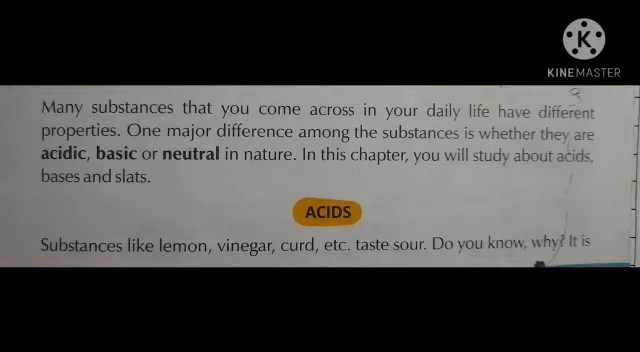 K
KINEMASTER
Many substances that you come across in your daily life have different
properties. One major difference among the substances is whether they are
acidic, basic or neutral in nature. In this chapter, you will study about acids,
bases and slats.
ACIDS
Substances like lemon, vinegar, curd, etc. taste sour. Do you know, why? It is